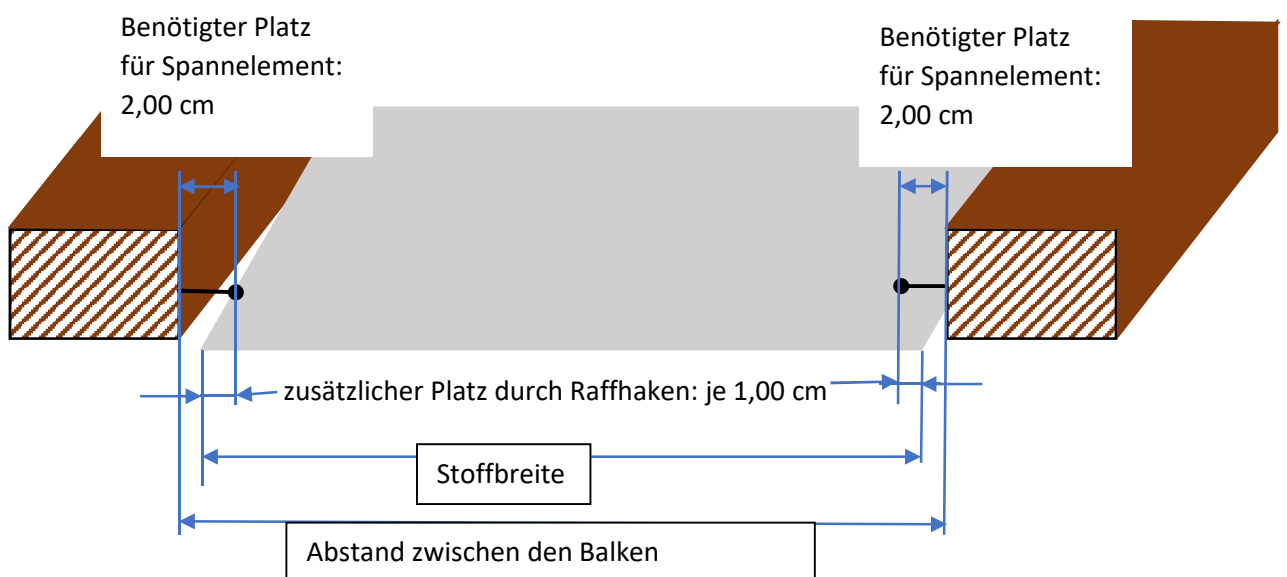 Benötigter Platz
für Spannelement:
2,00 cm
Benötigter Platz
für Spannelement:
2,00 cm
zusätzlicher Platz durch Raffhaken: je 1,00 cm
Stoffbreite
Abstand zwischen den Balken